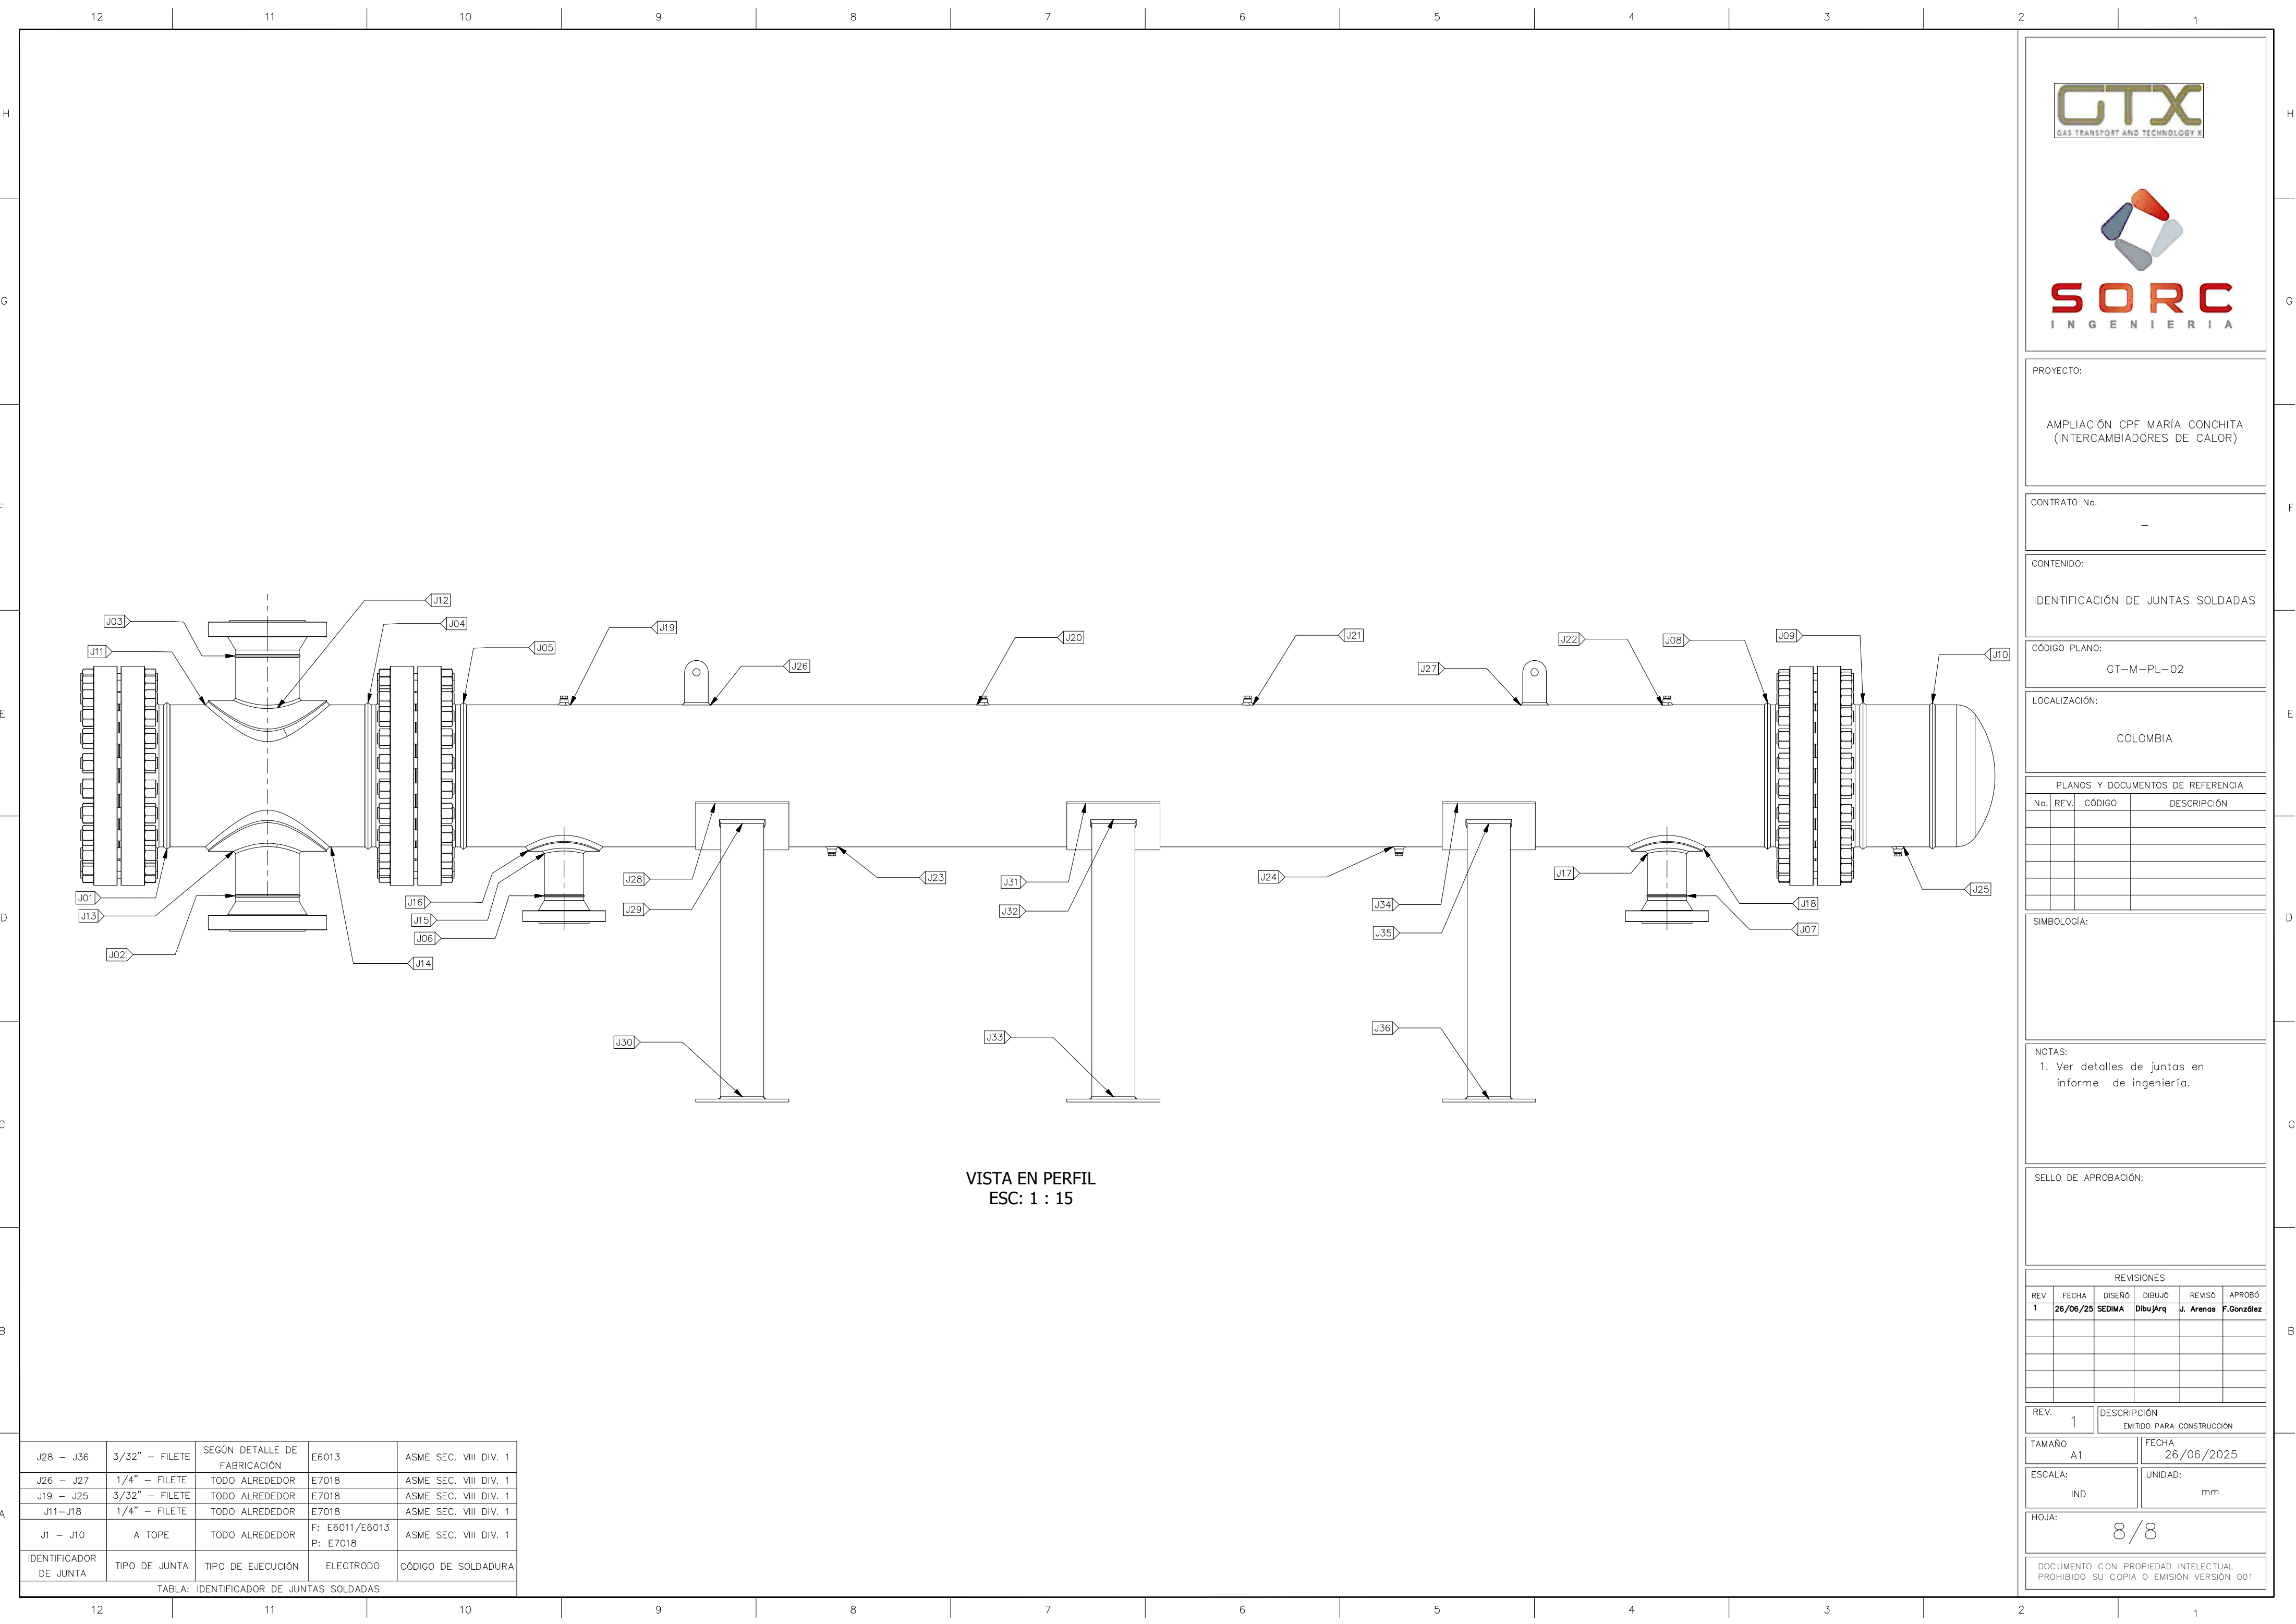 12 11 10 9 8 7 6 5 4 3 2 1
H
G
F
E
D
C
B
A
H
G
F
E
D
C
B
A
J03
J12
J04
J11
J05
J19
J26
J20
J21
J27
J22
J08
J09
J10
J01
J13
J02
J14
J16
J15
J06
J28
J29
J23
J31
J32
J24
J34
J35
J17
J18
J07
J25
J30
J33
J36
VISTA EN PERFIL
ESC: 1 : 15
J28 – J36 3/32" – FILETE SEGÚN DETALLE DE FABRICACIÓN E6013 ASME SEC. VIII DIV. 1
J26 – J27 1/4" – FILETE TODO ALREDEDOR E7018 ASME SEC. VIII DIV. 1
J19 – J25 3/32" – FILETE TODO ALREDEDOR E7018 ASME SEC. VIII DIV. 1
J11–J18 1/4" – FILETE TODO ALREDEDOR E7018 ASME SEC. VIII DIV. 1
J1 – J10 A TOPE TODO ALREDEDOR F: E6011/E6013 P: E7018 ASME SEC. VIII DIV. 1
IDENTIFICADOR DE JUNTA TIPO DE JUNTA TIPO DE EJECUCIÓN ELECTRODO CÓDIGO DE SOLDADURA
TABLA: IDENTIFICADOR DE JUNTAS SOLDADAS
GTX
GAS TRANSPORT AND TECHNOLOGY X
SORC
INGENIERIA
PROYECTO:
AMPLIACIÓN CPF MARÍA CONCHITA
(INTERCAMBIADORES DE CALOR)
CONTRATO No.
–
CONTENIDO:
IDENTIFICACIÓN DE JUNTAS SOLDADAS
CÓDIGO PLANO:
GT–M–PL–02
LOCALIZACIÓN:
COLOMBIA
PLANOS Y DOCUMENTOS DE REFERENCIA
No. REV. CÓDIGO DESCRIPCIÓN
SIMBOLOGÍA:
NOTAS:
1. Ver detalles de juntas en
informe de ingeniería.
SELLO DE APROBACIÓN:
REVISIONES
REV FECHA DISEÑÓ DIBUJÓ REVISÓ APROBÓ
1 26/06/25 SEDIMA DibujArq J. Arenas F.González
REV. 1
DESCRIPCIÓN
EMITIDO PARA CONSTRUCCIÓN
TAMAÑO
A1
FECHA
26/06/2025
ESCALA:
IND
UNIDAD:
mm
HOJA:
8/8
DOCUMENTO CON PROPIEDAD INTELECTUAL
PROHIBIDO SU COPIA O EMISIÓN VERSIÓN 001
12 11 10 9 8 7 6 5 4 3 2 1